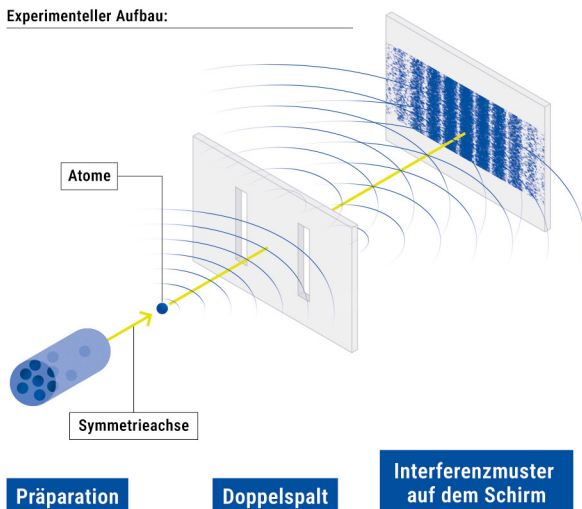 Experimenteller Aufbau:
Atome
Symmetrieachse
Präparation
Doppelspalt
Interferenzmuster
auf dem Schirm